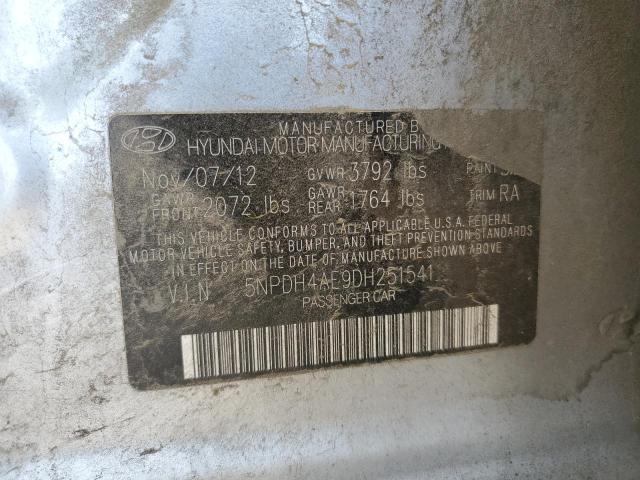 MANUFACTURED B
HYUNDAI MOTOR MANUFACTURING
Nov/07/12 GVWR 3792 lbs PAINT
GAWR FRONT 2072 lbs GAWR REAR 1764 lbs TRIM RA
THIS VEHICLE CONFORMS TO ALL APPLICABLE U.S.A. FEDERAL
MOTOR VEHICLE SAFETY, BUMPER, AND THEFT PREVENTION STANDARDS
IN EFFECT ON THE DATE OF MANUFACTURE SHOWN ABOVE.
V.I.N 5NPDH4AE9DH251541
PASSENGER CAR